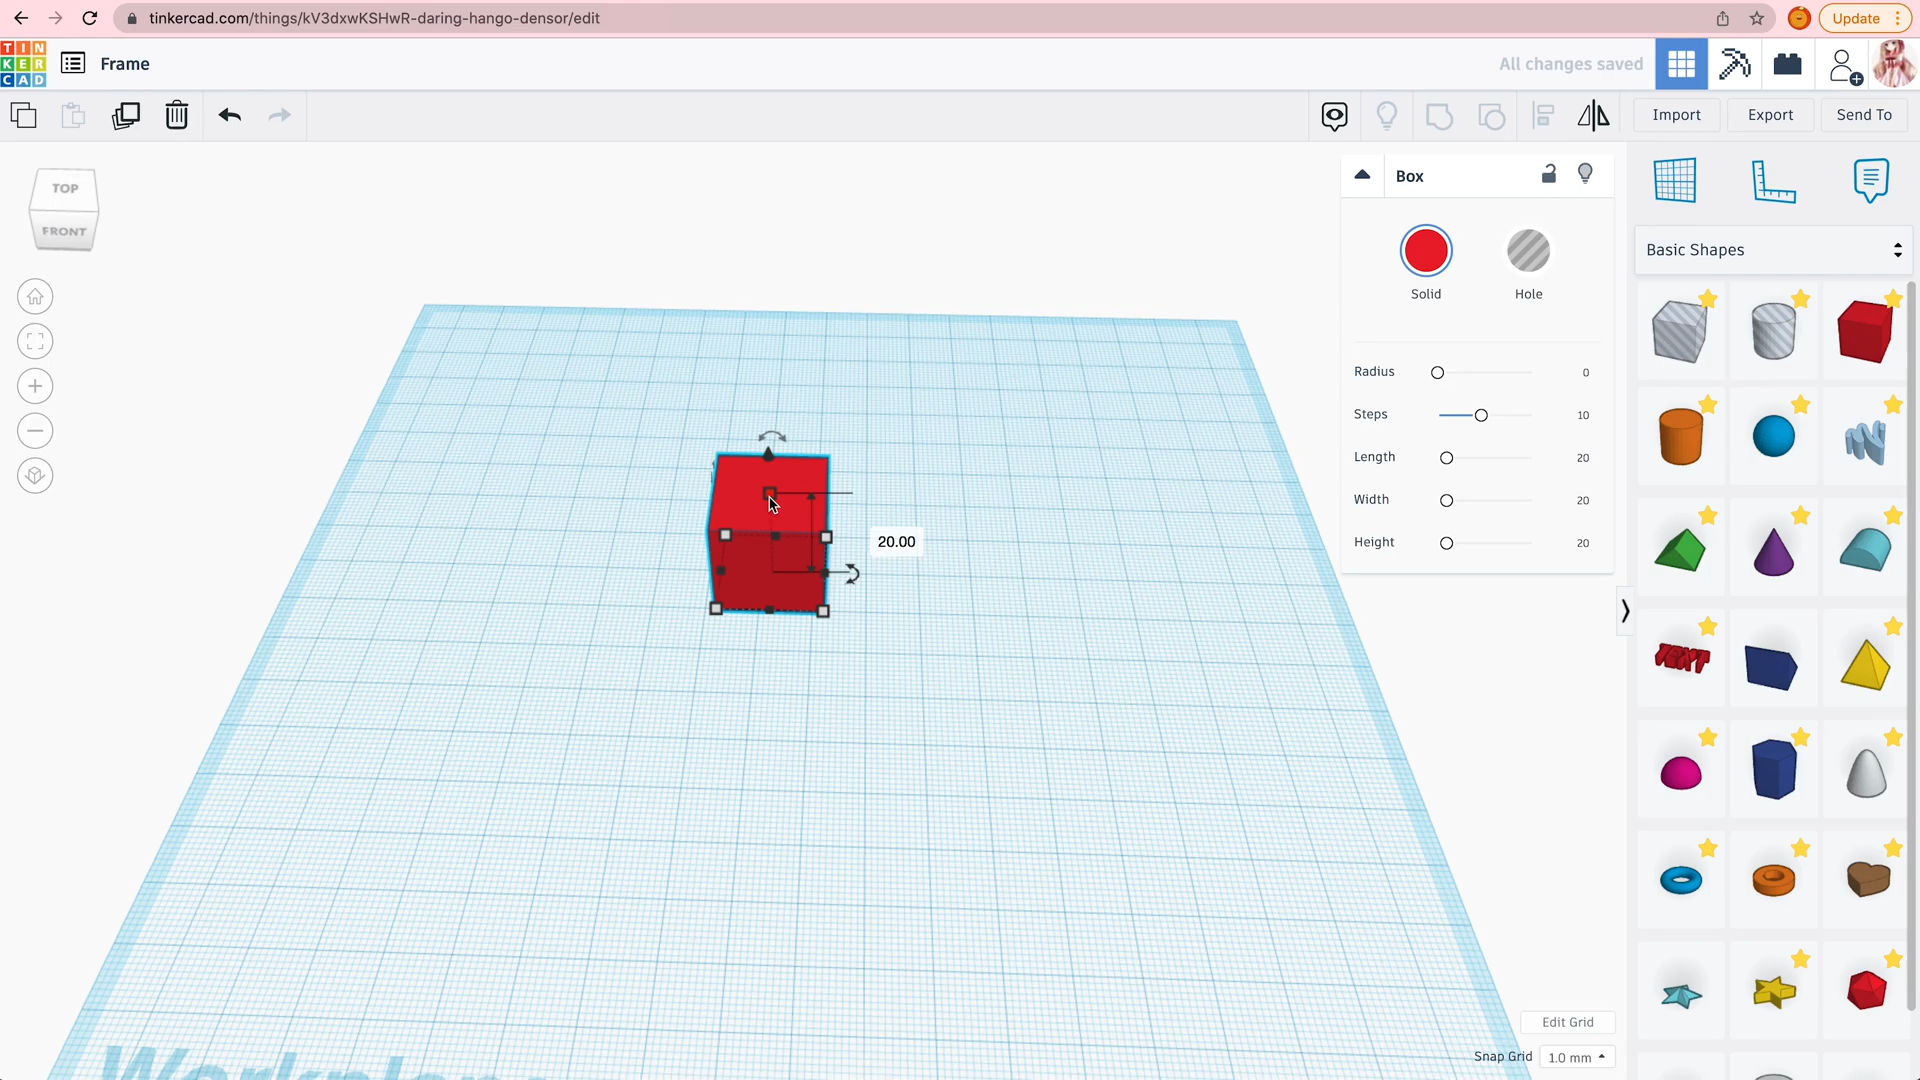 tinkercad.com/things/kV3dxwKSHwR-daring-hango-densor/edit
Update
TIN
KER
CAD
Frame
All changes saved
Import
Export
Send To
TOP
FRONT
Box
Solid
Hole
Radius 0
Steps 10
Length 20
Width 20
Height 20
20.00
Basic Shapes
TEXT
Workplane
Edit Grid
Snap Grid 1.0 mm